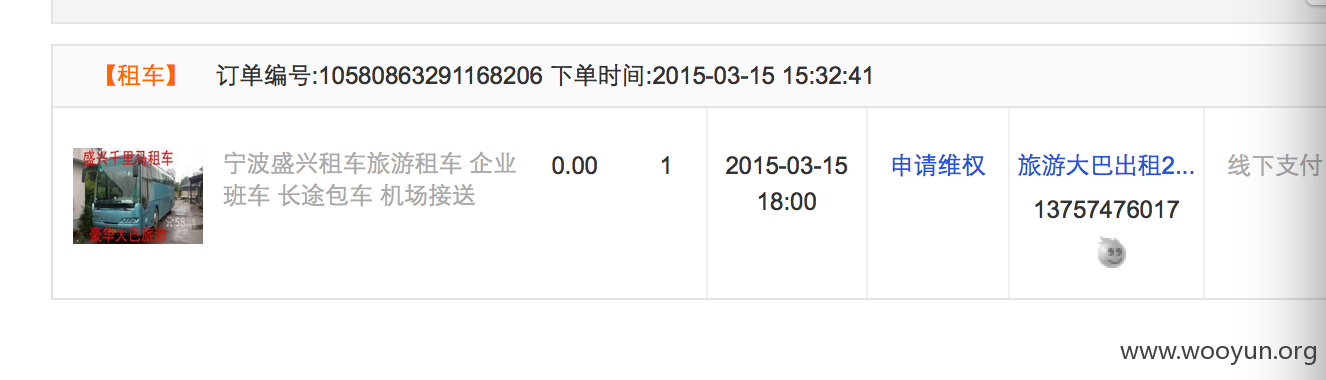 【租车】 订单编号:10580863291168206 下单时间:2015-03-15 15:32:41
盛兴千里马租车
豪华大巴旅游
宁波盛兴租车旅游租车 企业
班车 长途包车 机场接送
0.00
1
2015-03-15
18:00
申请维权
旅游大巴出租2...
13757476017
线下支付
www.wooyun.org